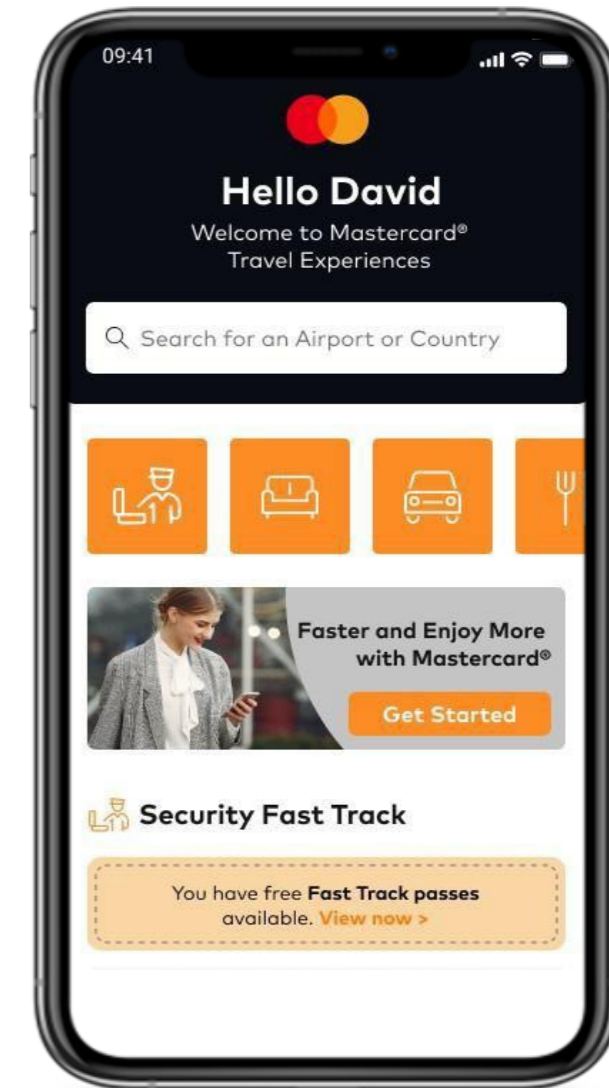 09:41
Hello David
Welcome to Mastercard®
Travel Experiences
Search for an Airport or Country
Faster and Enjoy More
with Mastercard®
Get Started
Security Fast Track
You have free Fast Track passes
available. View now >